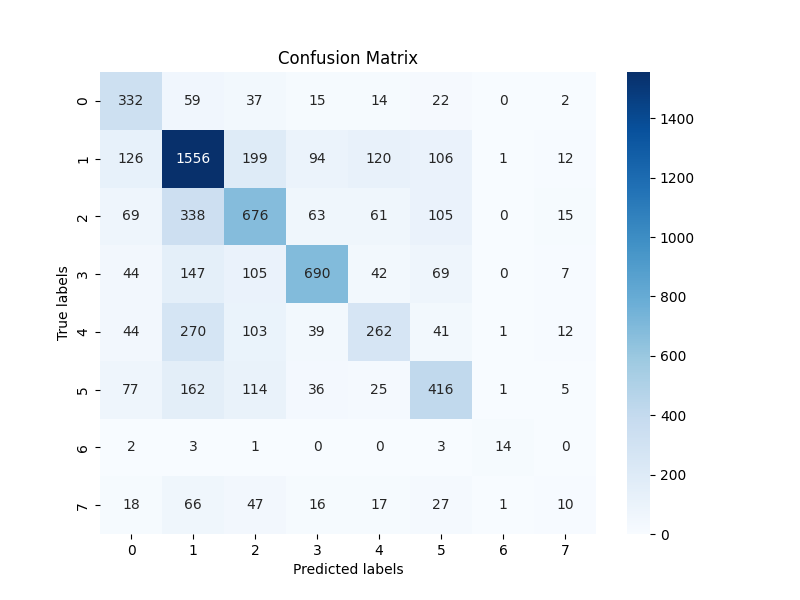 Confusion Matrix
0 332 59 37 15 14 22 0 2
1 126 1556 199 94 120 106 1 12
2 69 338 676 63 61 105 0 15
3 44 147 105 690 42 69 0 7
4 44 270 103 39 262 41 1 12
5 77 162 114 36 25 416 1 5
6 2 3 1 0 0 3 14 0
7 18 66 47 16 17 27 1 10
0 1 2 3 4 5 6 7
True labels
Predicted labels
1400
1200
1000
800
600
400
200
0